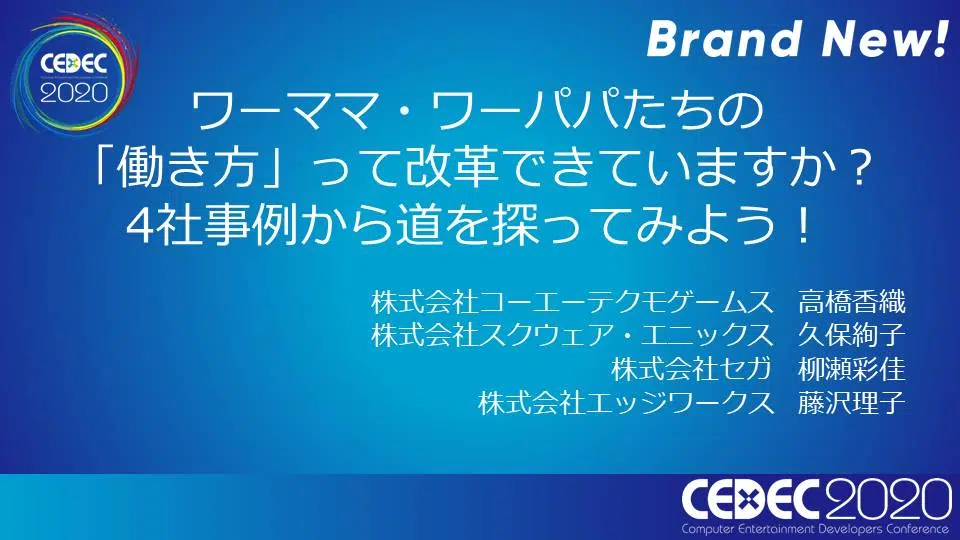 CEDEC
2020
Brand New!
ワーママ・ワーパパたちの
「働き方」って改革できていますか？
4社事例から道を探ってみよう！
株式会社コーエーテクモゲームス 高橋香織
株式会社スクウェア・エニックス 久保絢子
株式会社セガ 柳瀬彩佳
株式会社エッジワークス 藤沢理子
CEDEC2020
Computer Entertainment Developers Conference